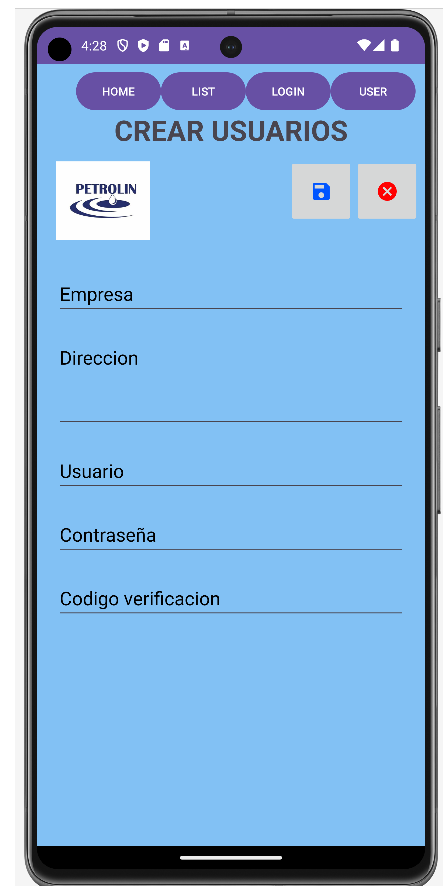 4:28
HOME LIST LOGIN USER
CREAR USUARIOS
PETROLIN
Empresa
Direccion
Usuario
Contraseña
Codigo verificacion